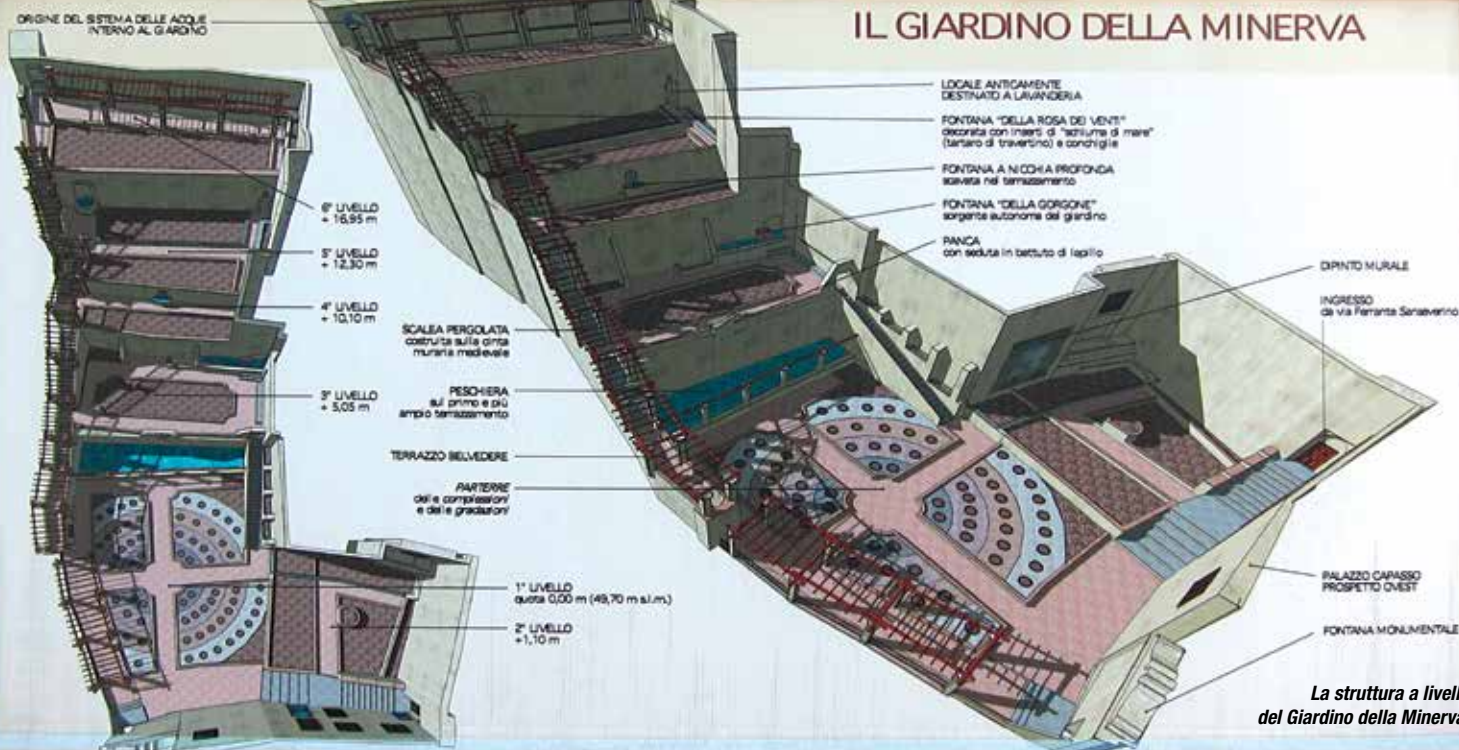 IL GIARDINO DELLA MINERVA
ORIGINE DEL SISTEMA DELLE ACQUE
INTERNO AL GIARDINO
6° LIVELLO
+ 16,95 m
5° LIVELLO
+ 12,30 m
4° LIVELLO
+ 10,10 m
3° LIVELLO
+ 5,05 m
1° LIVELLO
quota 0,00 m (49,70 m s.l.m.)
2° LIVELLO
+1,10 m
SCALEA PERGOLATA
costruita sulla cinta
muraria medievale
PESCHIERA
sul primo e più
ampio terrazzamento
TERRAZZO BELVEDERE
PARTERRE
delle complessioni
e delle gradazioni
LOCALE ANTICAMENTE
DESTINATO A LAVANDERIA
FONTANA "DELLA ROSA DEI VENTI"
decorata con inserti di "schiuma di mare"
(tartaro di travertino) e conchiglie
FONTANA A NICCHIA PROFONDA
scavata nel terrazzamento
FONTANA "DELLA GORGONE"
sorgente autonoma del giardino
PANCA
con seduta in battuto di lapillo
DIPINTO MURALE
INGRESSO
da via Ferrante Sanseverino
PALAZZO CAPASSO
PROSPETTO OVEST
FONTANA MONUMENTALE
La struttura a livell
del Giardino della Minerva